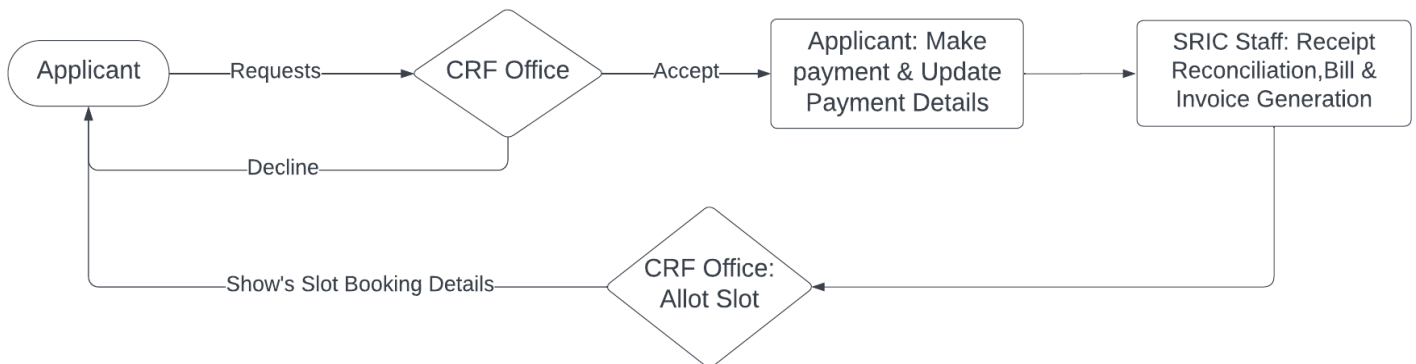 Applicant
Requests
CRF Office
Accept
Applicant: Make
payment & Update
Payment Details
SRIC Staff: Receipt
Reconciliation,Bill &
Invoice Generation
Decline
CRF Office:
Allot Slot
Show's Slot Booking Details